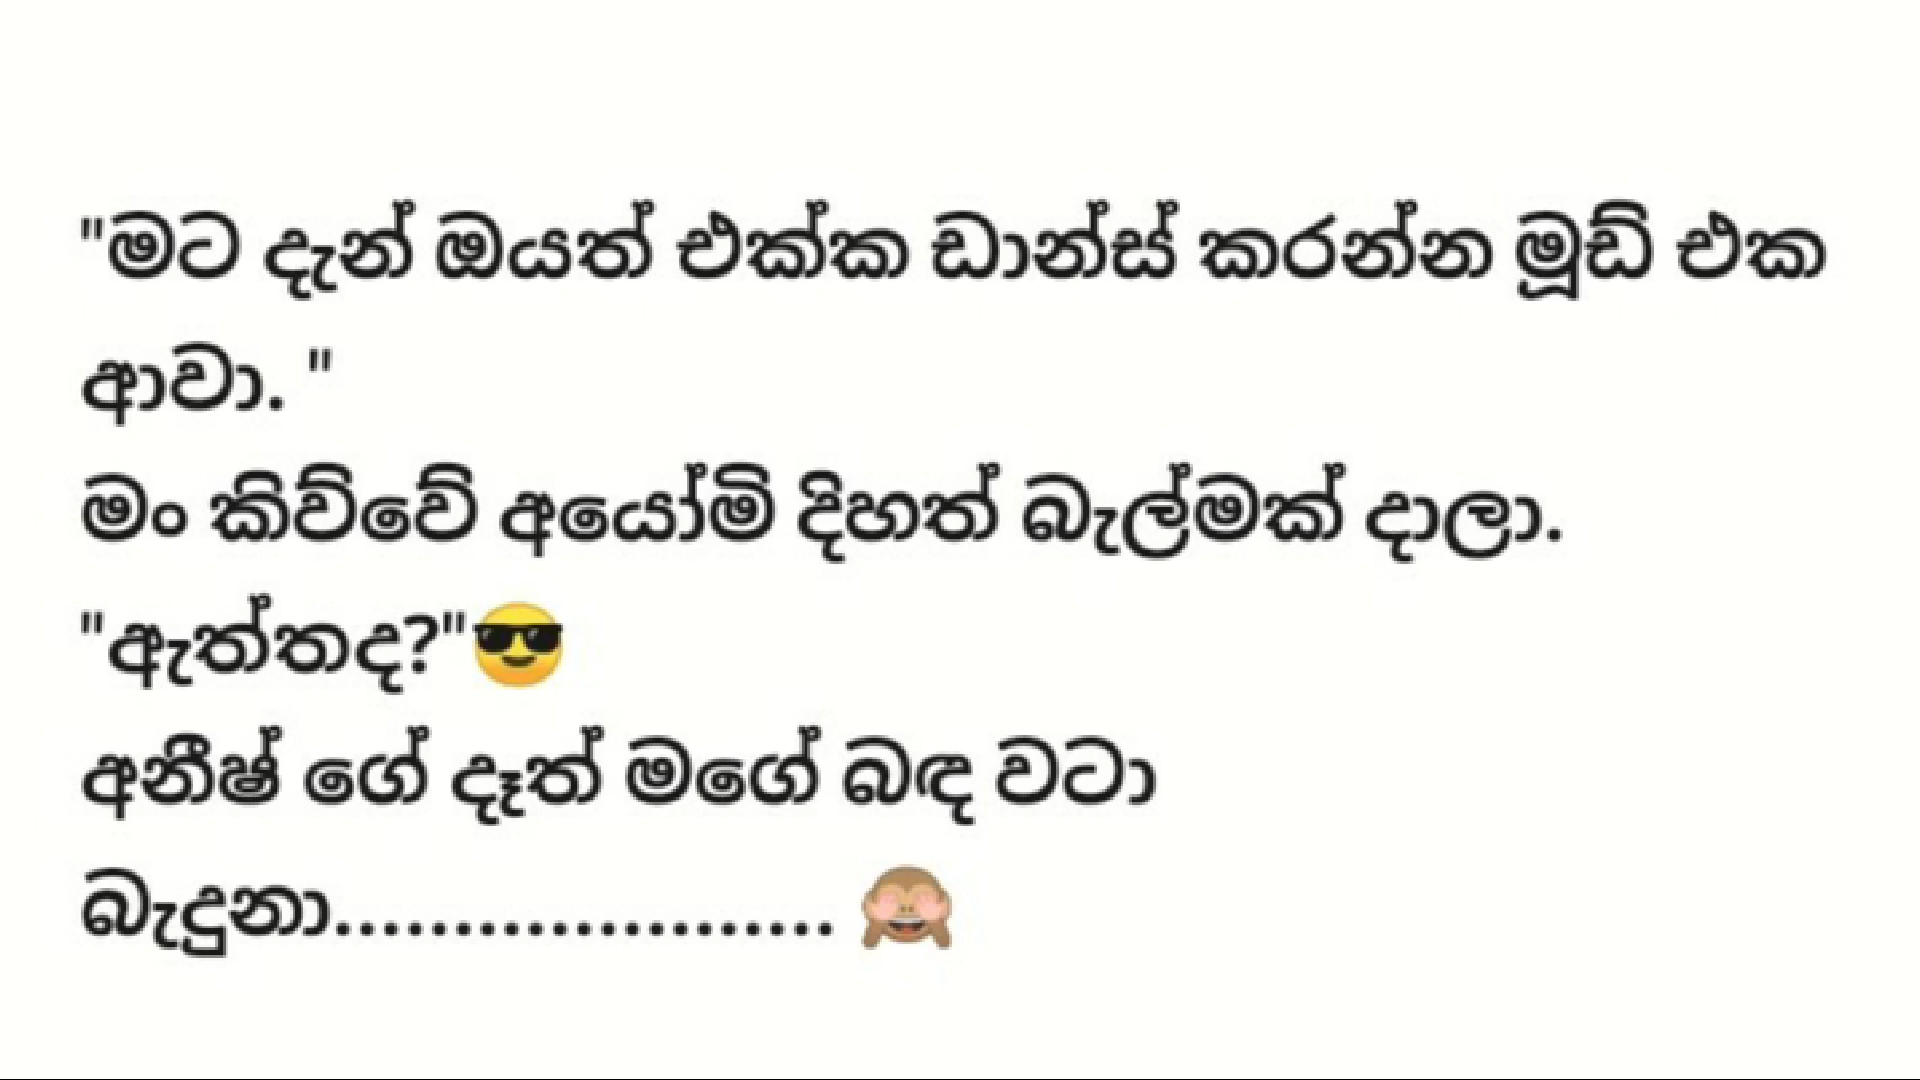 "මට දැන් ඔයත් එක්ක ඩාන්ස් කරන්න මූඩ් එක
ආවා. "
මං කිව්වේ අයෝමි දිහත් බැල්මක් දාලා.
"ඇත්තද?"😎
අනීෂ් ගේ දෑත් මගේ බඳ වටා
බැදුනා..................... 🙈